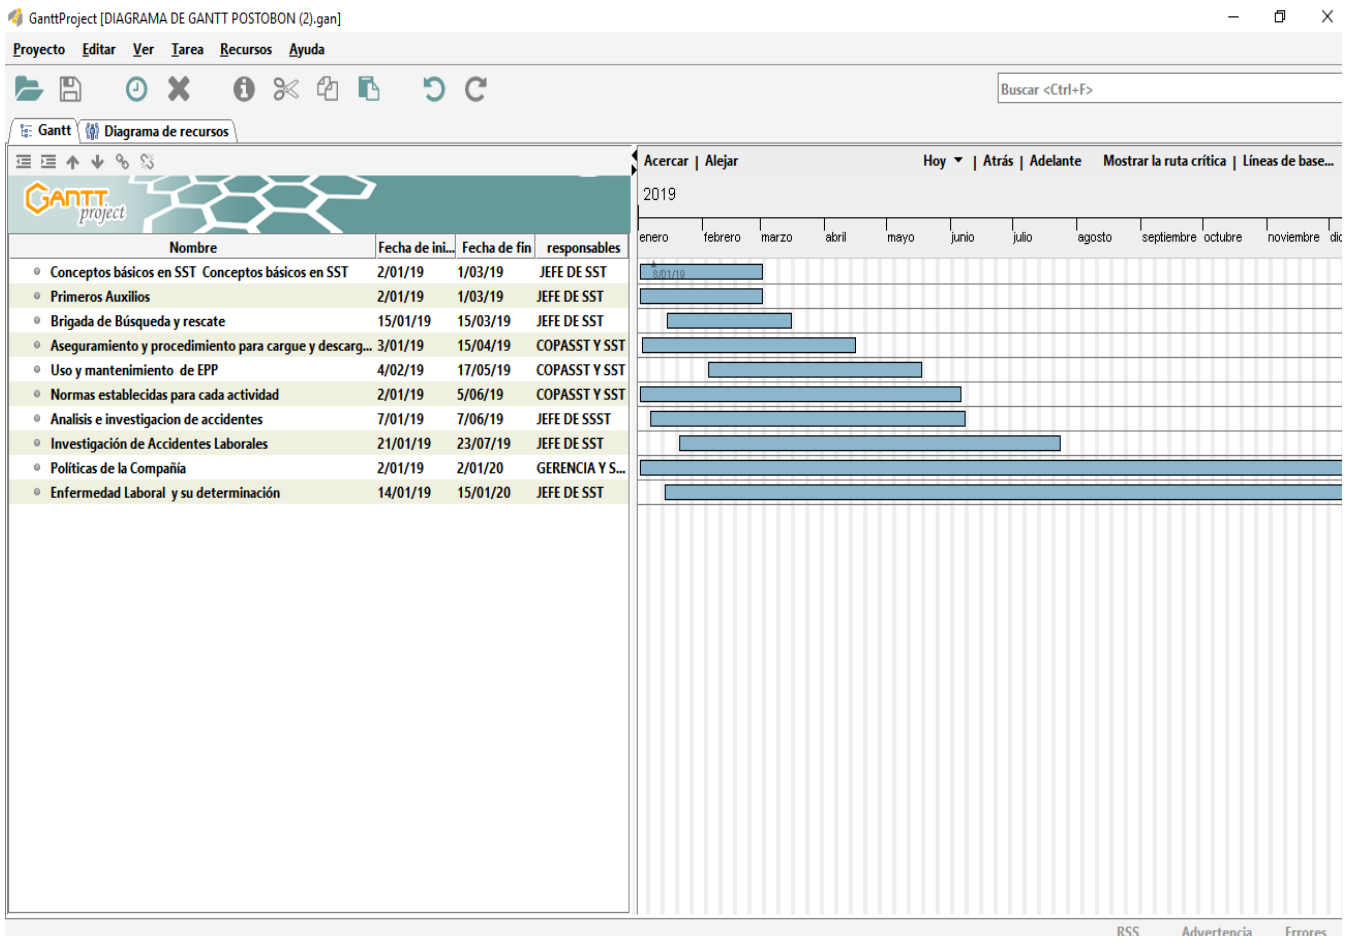 GanttProject [DIAGRAMA DE GANTT POSTOBON (2).gan]
Proyecto Editar Ver Tarea Recursos Ayuda
Buscar <Ctrl+F>
Gantt Diagrama de recursos
Acercar | Alejar Hoy | Atrás | Adelante Mostrar la ruta crítica | Líneas de base...
GANTT project
2019
enero febrero marzo abril mayo junio julio agosto septiembre octubre noviembre dic
Nombre Fecha de ini... Fecha de fin responsables
Conceptos básicos en SST Conceptos básicos en SST 2/01/19 1/03/19 JEFE DE SST 8/01/19
Primeros Auxilios 2/01/19 1/03/19 JEFE DE SST
Brigada de Búsqueda y rescate 15/01/19 15/03/19 JEFE DE SST
Aseguramiento y procedimiento para cargue y descarg... 3/01/19 15/04/19 COPASST Y SST
Uso y mantenimiento de EPP 4/02/19 17/05/19 COPASST Y SST
Normas establecidas para cada actividad 2/01/19 5/06/19 COPASST Y SST
Analisis e investigacion de accidentes 7/01/19 7/06/19 JEFE DE SSST
Investigación de Accidentes Laborales 21/01/19 23/07/19 JEFE DE SST
Políticas de la Compañía 2/01/19 2/01/20 GERENCIA Y S...
Enfermedad Laboral y su determinación 14/01/19 15/01/20 JEFE DE SST
RSS Advertencia Errores